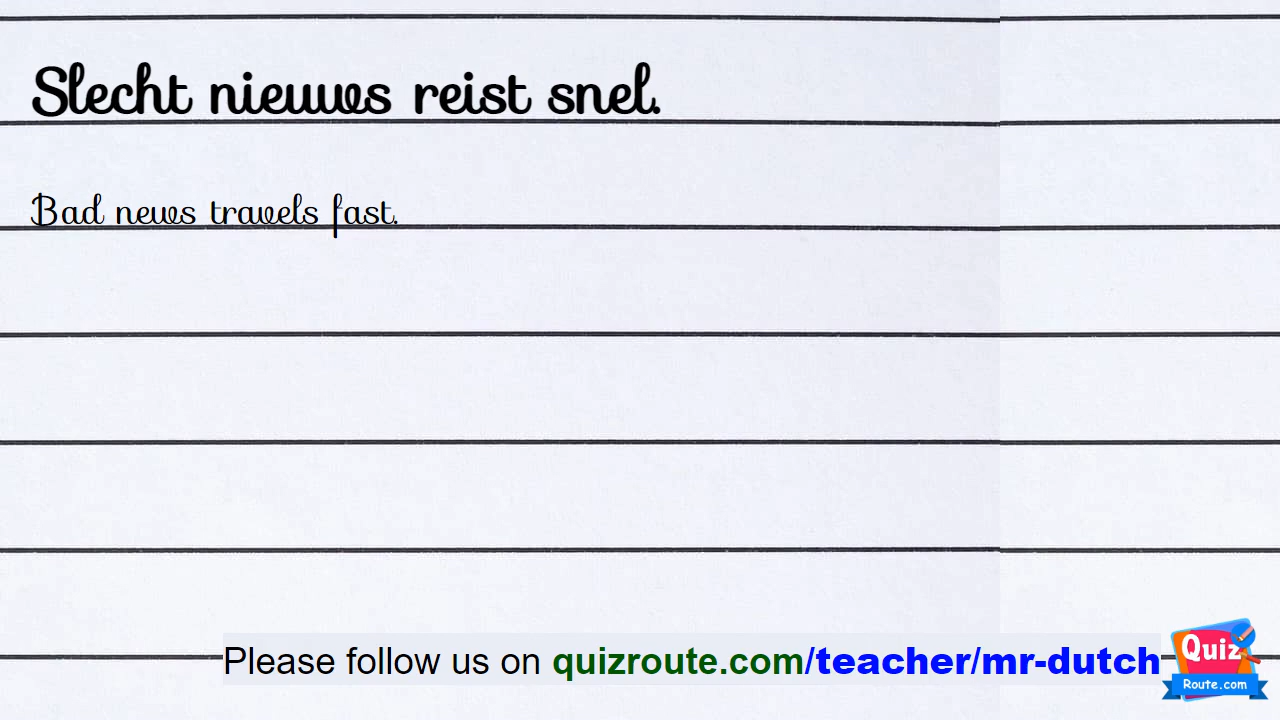 Slecht nieuws reist snel.
Bad news travels fast.
Please follow us on quizroute.com/teacher/mr-dutch
Quiz
Route.com